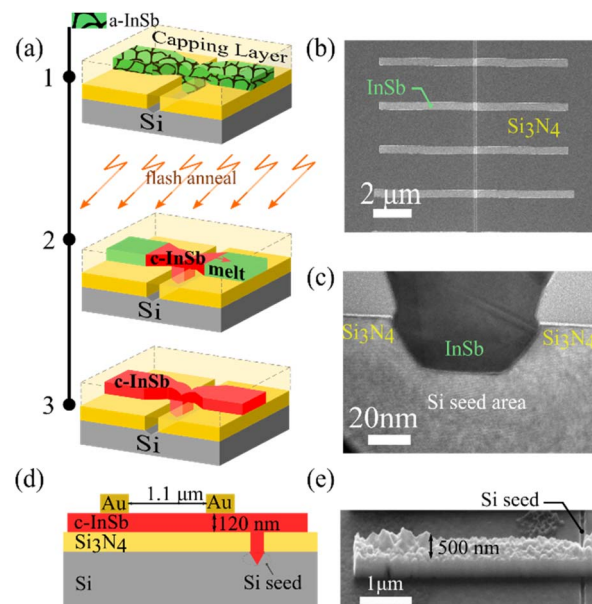 (a)
a-InSb
Capping Layer
1
Si
flash anneal
2
c-InSb
melt
Si
c-InSb
3
Si
(b)
InSb
Si3N4
2 μm
(c)
Si3N4
Si3N4
InSb
Si seed area
20nm
(d)
Au
1.1 μm
Au
c-InSb
120 nm
Si3N4
Si
Si seed
(e)
Si seed
500 nm
1μm